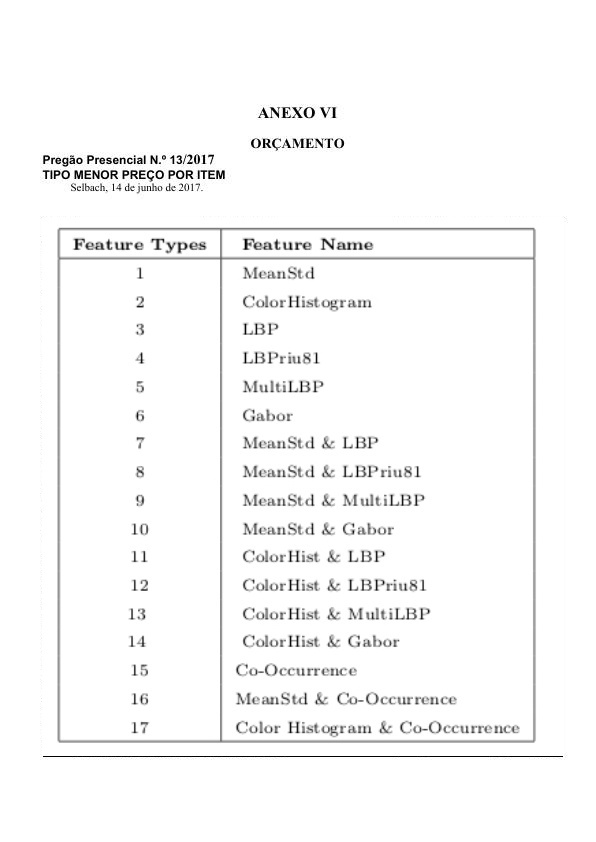 ANEXO VI
ORÇAMENTO
Pregão Presencial N.º 13/2017
TIPO MENOR PREÇO POR ITEM
Selbach, 14 de junho de 2017.
Feature Types Feature Name
1 MeanStd
2 ColorHistogram
3 LBP
4 LBPriu81
5 MultiLBP
6 Gabor
7 MeanStd & LBP
8 MeanStd & LBPriu81
9 MeanStd & MultiLBP
10 MeanStd & Gabor
11 ColorHist & LBP
12 ColorHist & LBPriu81
13 ColorHist & MultiLBP
14 ColorHist & Gabor
15 Co-Occurrence
16 MeanStd & Co-Occurrence
17 Color Histogram & Co-Occurrence